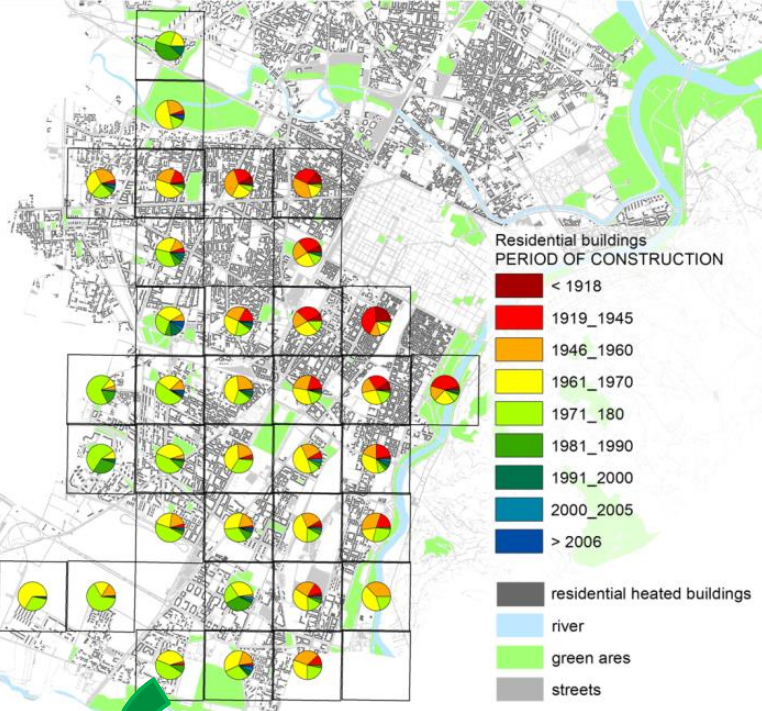 Residential buildings
PERIOD OF CONSTRUCTION
< 1918
1919_1945
1946_1960
1961_1970
1971_180
1981_1990
1991_2000
2000_2005
> 2006
residential heated buildings
river
green ares
streets